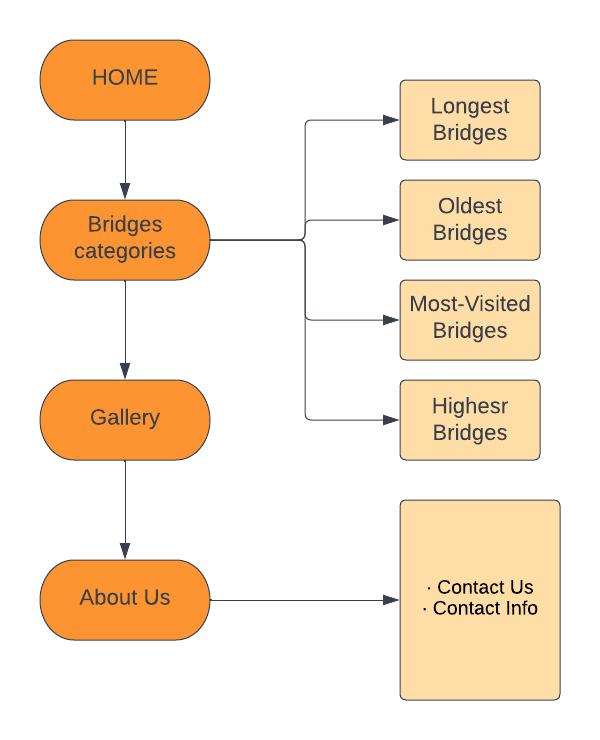 HOME
Bridges
categories
Gallery
About Us
Longest
Bridges
Oldest
Bridges
Most-Visited
Bridges
Highesr
Bridges
· Contact Us
· Contact Info